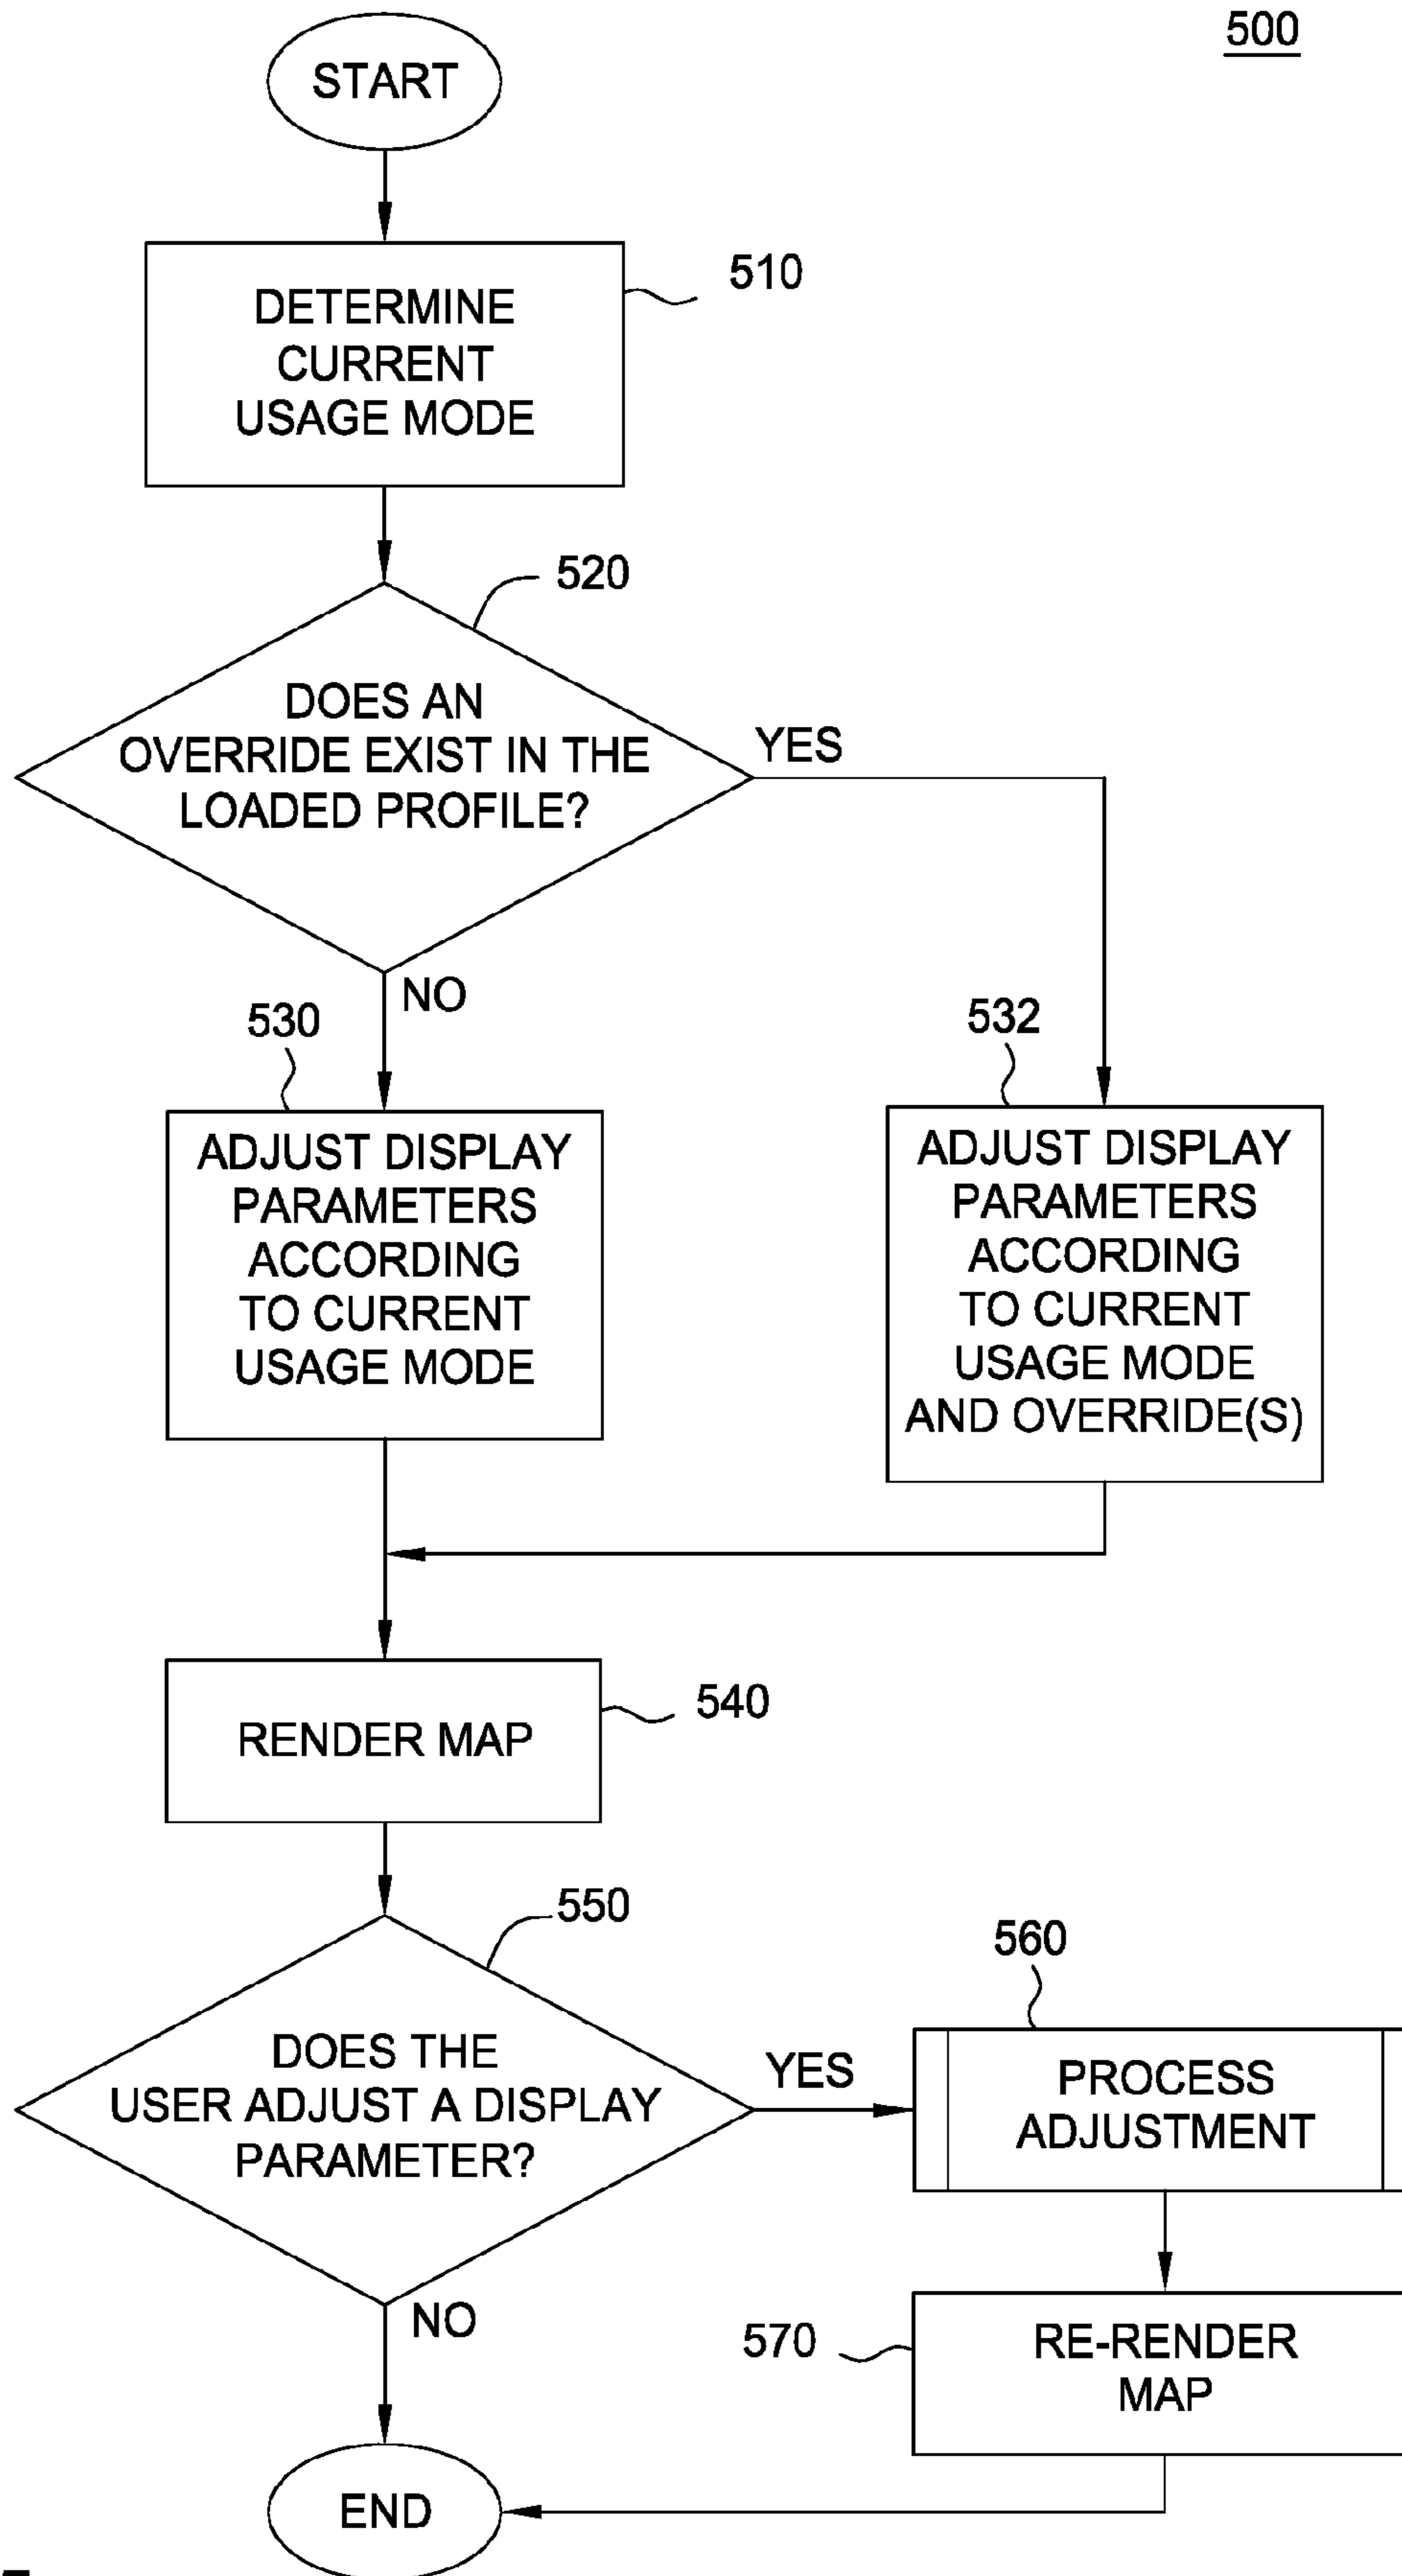 500
START
DETERMINE
CURRENT
USAGE MODE
510
520
DOES AN
OVERRIDE EXIST IN THE
LOADED PROFILE?
YES
NO
530
ADJUST DISPLAY
PARAMETERS
ACCORDING
TO CURRENT
USAGE MODE
532
ADJUST DISPLAY
PARAMETERS
ACCORDING
TO CURRENT
USAGE MODE
AND OVERRIDE(S)
RENDER MAP
540
550
DOES THE
USER ADJUST A DISPLAY
PARAMETER?
YES
NO
560
PROCESS
ADJUSTMENT
570
RE-RENDER
MAP
END